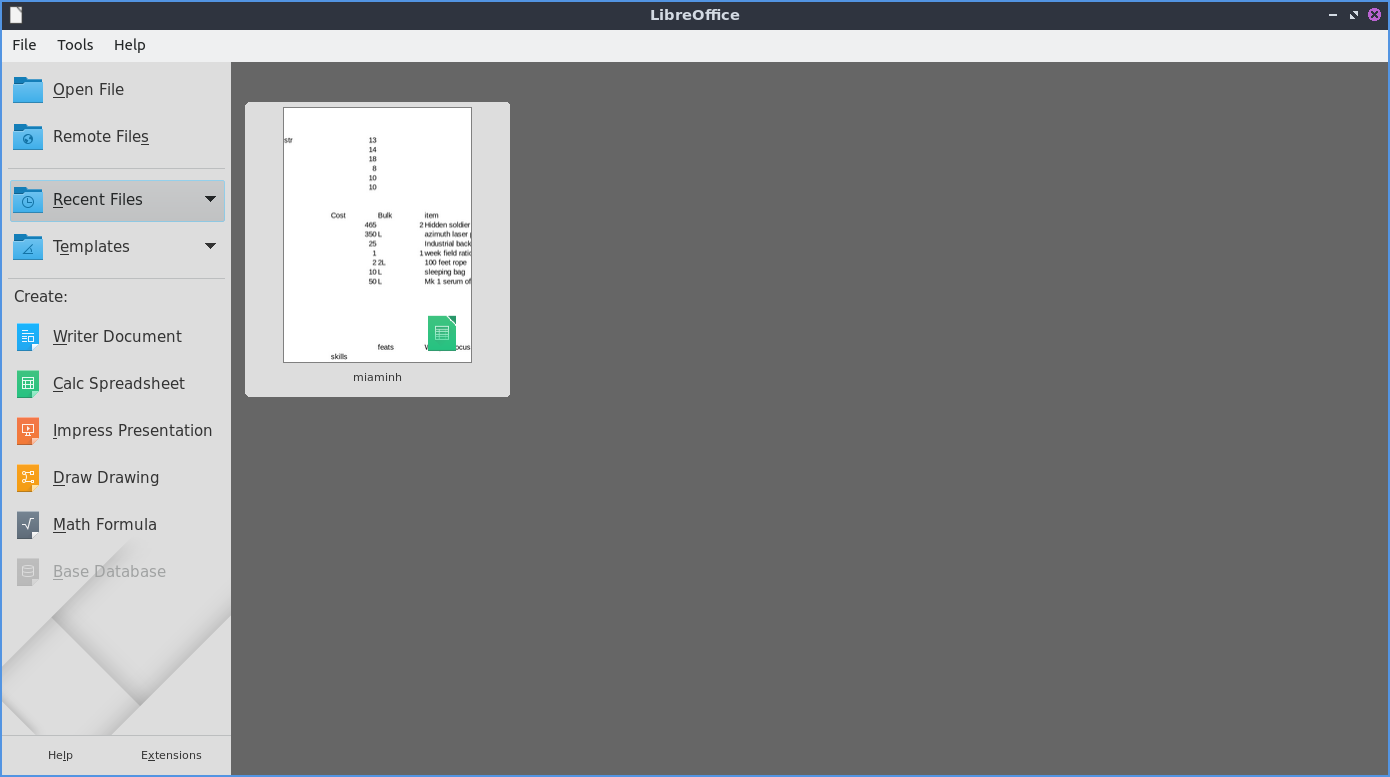 LibreOffice
File Tools Help
Open File
Remote Files
Recent Files
Templates
Create:
Writer Document
Calc Spreadsheet
Impress Presentation
Draw Drawing
Math Formula
Base Database
Help Extensions
str 13
14
18
8
10
10
Cost Bulk item
465 2 Hidden soldier
350 L azimuth laser
25 Industrial back
1 1 week field ratio
2 2L 100 feet rope
10 L sleeping bag
50 L Mk 1 serum of
feats
skills
miaminh